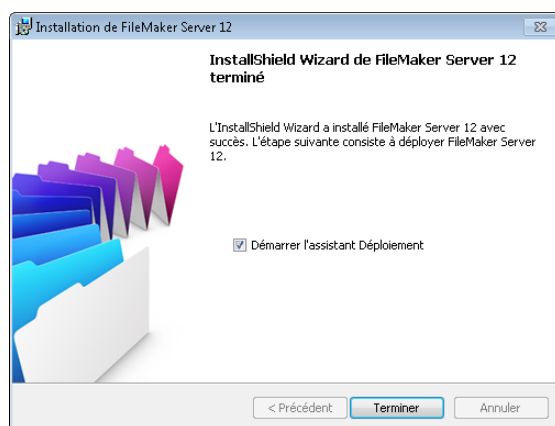 Installation de FileMaker Server 12
InstallShield Wizard de FileMaker Server 12
terminé
L'InstallShield Wizard a installé FileMaker Server 12 avec
succès. L'étape suivante consiste à déployer FileMaker Server
12.
Démarrer l'assistant Déploiement
< Précédent
Terminer
Annuler